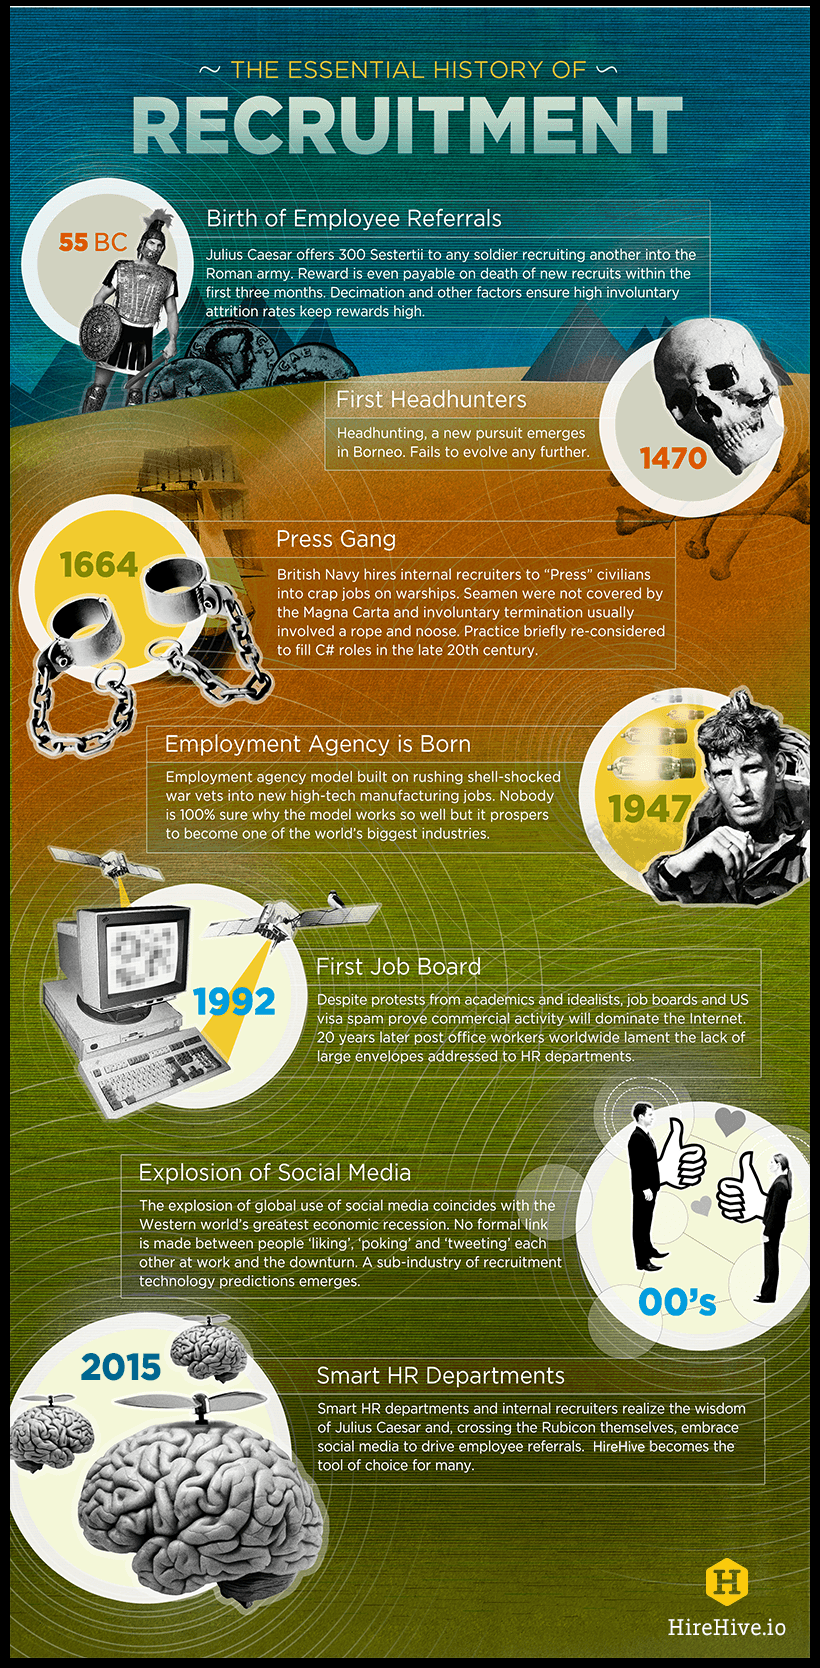 ~ THE ESSENTIAL HISTORY OF ~
RECRUITMENT
55 BC
Birth of Employee Referrals
Julius Caesar offers 300 Sestertii to any soldier recruiting another into the
Roman army. Reward is even payable on death of new recruits within the
first three months. Decimation and other factors ensure high involuntary
attrition rates keep rewards high.
First Headhunters
Headhunting, a new pursuit emerges
in Borneo. Fails to evolve any further.
1470
1664
Press Gang
British Navy hires internal recruiters to “Press” civilians
into crap jobs on warships. Seamen were not covered by
the Magna Carta and involuntary termination usually
involved a rope and noose. Practice briefly re-considered
to fill C# roles in the late 20th century.
Employment Agency is Born
Employment agency model built on rushing shell-shocked
war vets into new high-tech manufacturing jobs. Nobody
is 100% sure why the model works so well but it prospers
to become one of the world’s biggest industries.
1947
1992
First Job Board
Despite protests from academics and idealists, job boards and US
visa spam prove commercial activity will dominate the Internet.
20 years later post office workers worldwide lament the lack of
large envelopes addressed to HR departments.
Explosion of Social Media
The explosion of global use of social media coincides with the
Western world’s greatest economic recession. No formal link
is made between people ‘liking’, ‘poking’ and ‘tweeting’ each
other at work and the downturn. A sub-industry of recruitment
technology predictions emerges.
00’s
2015
Smart HR Departments
Smart HR departments and internal recruiters realize the wisdom
of Julius Caesar and, crossing the Rubicon themselves, embrace
social media to drive employee referrals. HireHive becomes the
tool of choice for many.
H
HireHive.io